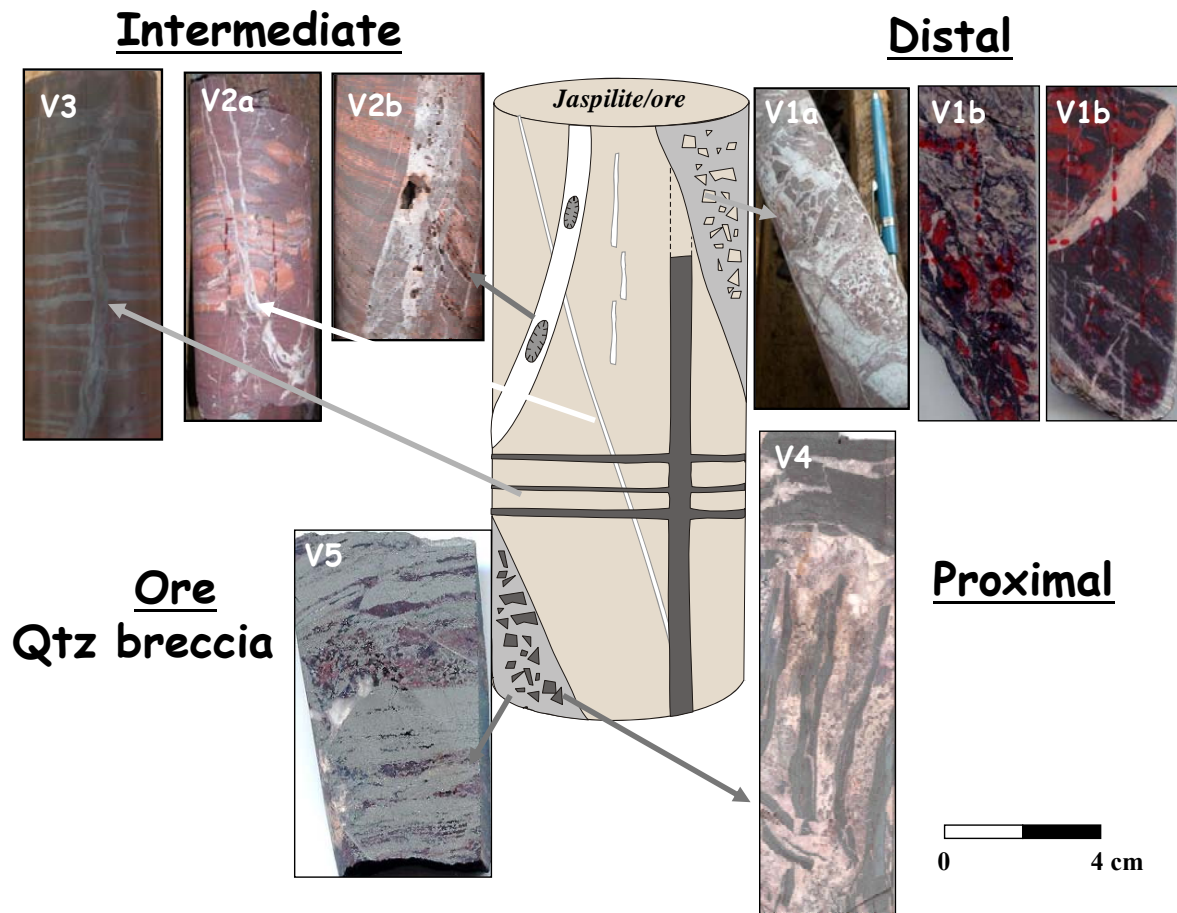 Intermediate
Distal
V3
V2a
V2b
Jaspilite/ore
V1a
V1b
V1b
V4
V5
Ore
Qtz breccia
Proximal
0
4 cm